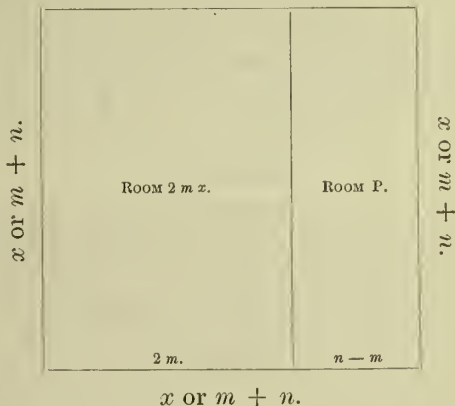 x or m + n.
Room 2 m x.
Room P.
x or m + n.
2 m.
n — m
x or m + n.